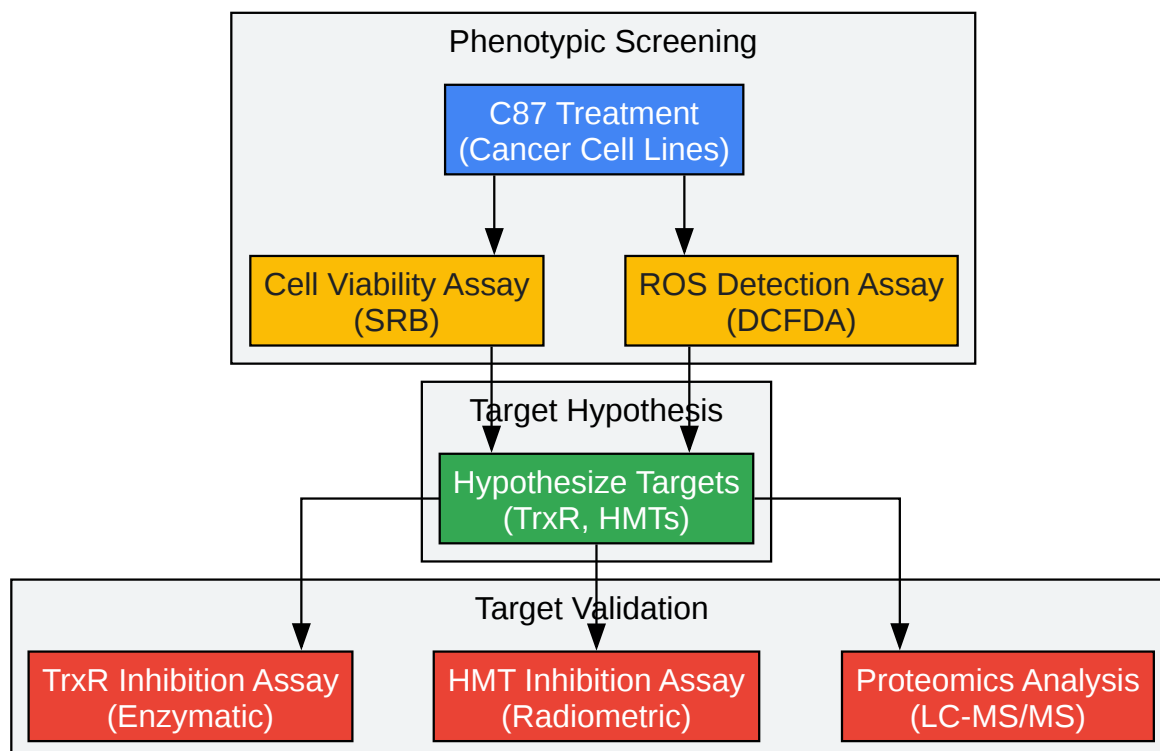 Phenotypic Screening
C87 Treatment
(Cancer Cell Lines)
Cell Viability Assay
(SRB)
ROS Detection Assay
(DCFDA)
Target Hypothesis
Hypothesize Targets
(TrxR, HMTs)
Target Validation
TrxR Inhibition Assay
(Enzymatic)
HMT Inhibition Assay
(Radiometric)
Proteomics Analysis
(LC-MS/MS)